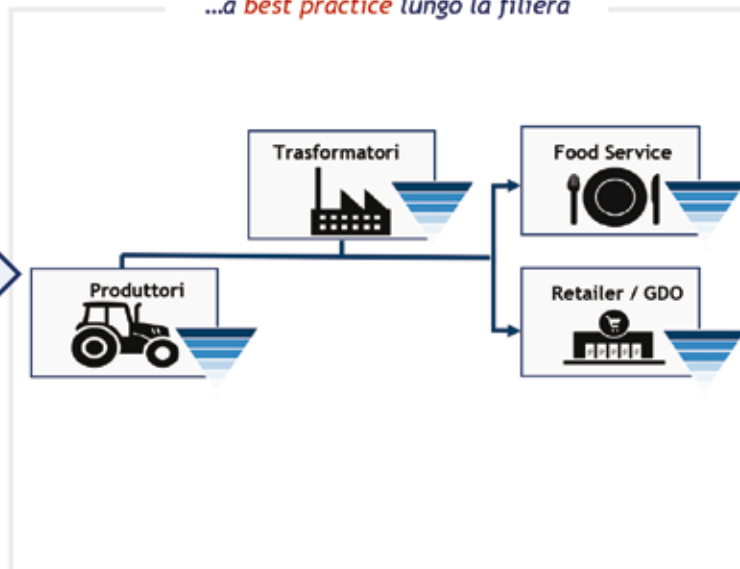 ...a best practice lungo la filiera
Trasformatori
Food Service
Produttori
Retailer / GDO